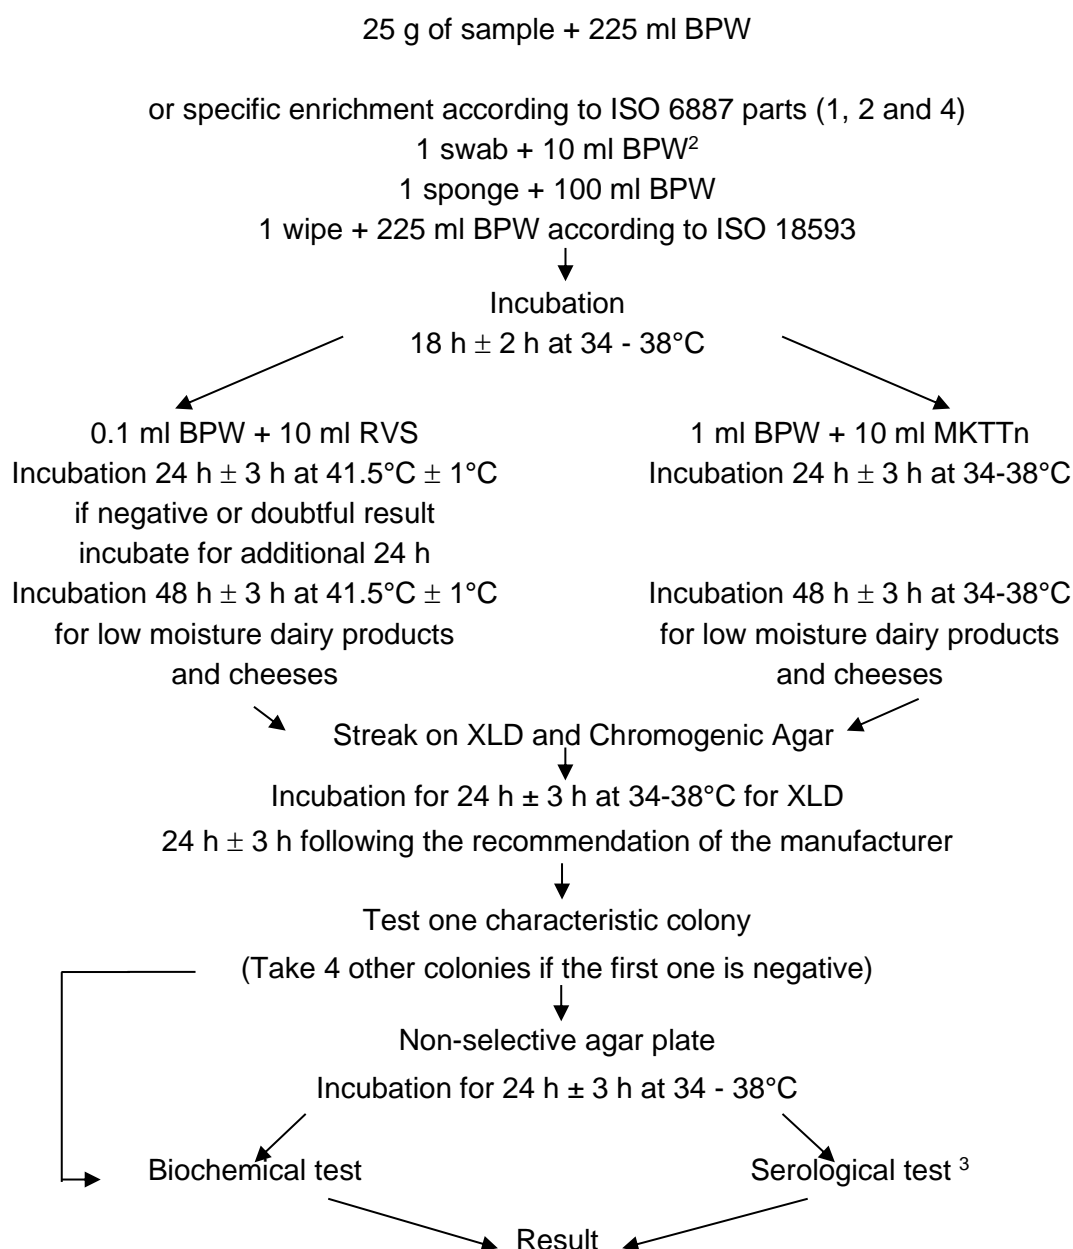 25 g of sample + 225 ml BPW
or specific enrichment according to ISO 6887 parts (1, 2 and 4)
1 swab + 10 ml BPW²
1 sponge + 100 ml BPW
1 wipe + 225 ml BPW according to ISO 18593
Incubation
18 h ± 2 h at 34 - 38°C
0.1 ml BPW + 10 ml RVS
Incubation 24 h ± 3 h at 41.5°C ± 1°C
if negative or doubtful result
incubate for additional 24 h
Incubation 48 h ± 3 h at 41.5°C ± 1°C
for low moisture dairy products
and cheeses
1 ml BPW + 10 ml MKTTn
Incubation 24 h ± 3 h at 34-38°C
Incubation 48 h ± 3 h at 34-38°C
for low moisture dairy products
and cheeses
Streak on XLD and Chromogenic Agar
Incubation for 24 h ± 3 h at 34-38°C for XLD
24 h ± 3 h following the recommendation of the manufacturer
Test one characteristic colony
(Take 4 other colonies if the first one is negative)
Non-selective agar plate
Incubation for 24 h ± 3 h at 34 - 38°C
Biochemical test
Serological test ³
Result